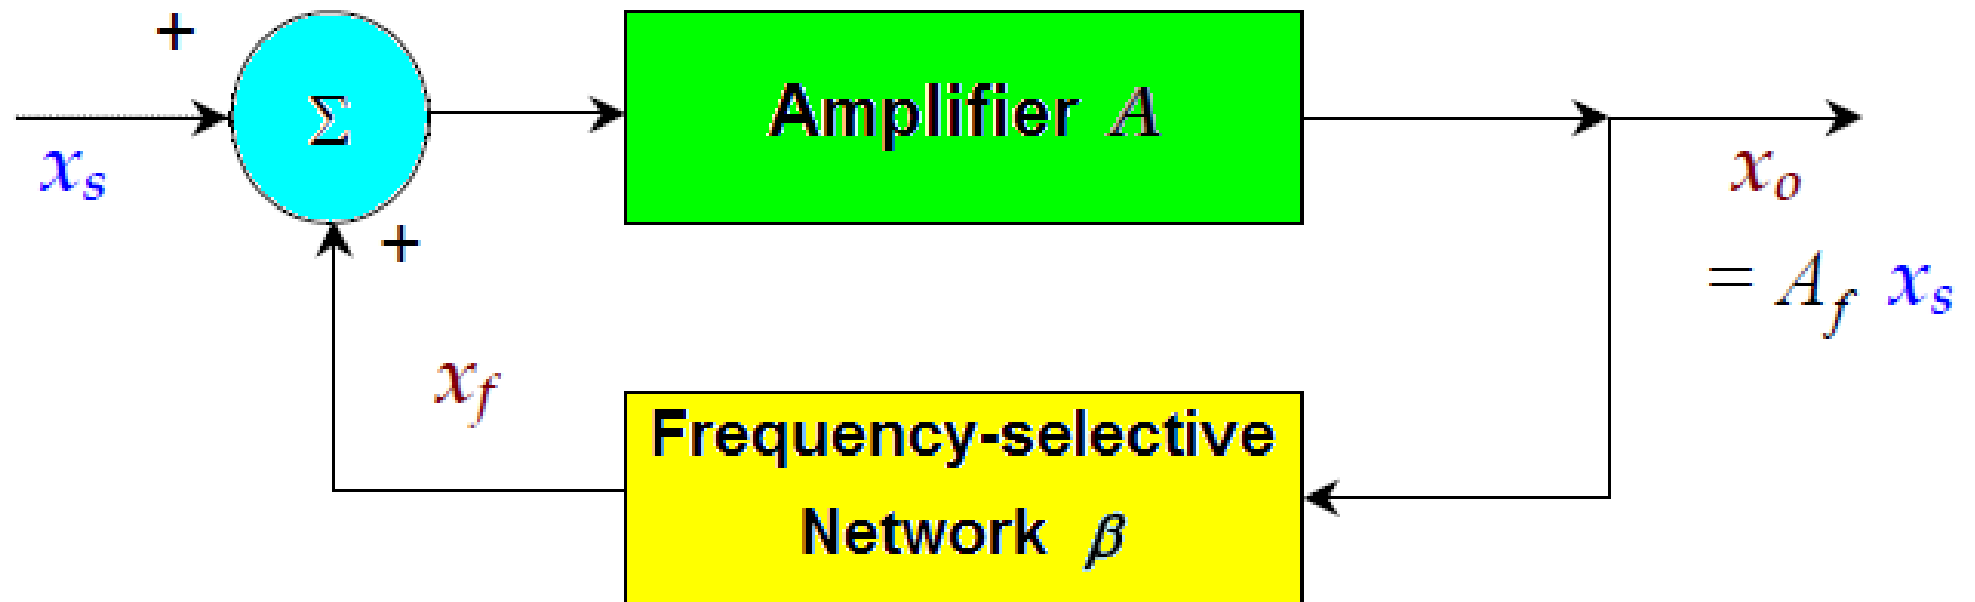 +
Σ
Amplifier A
x_s
+
x_o
= A_f x_s
x_f
Frequency-selective
Network β